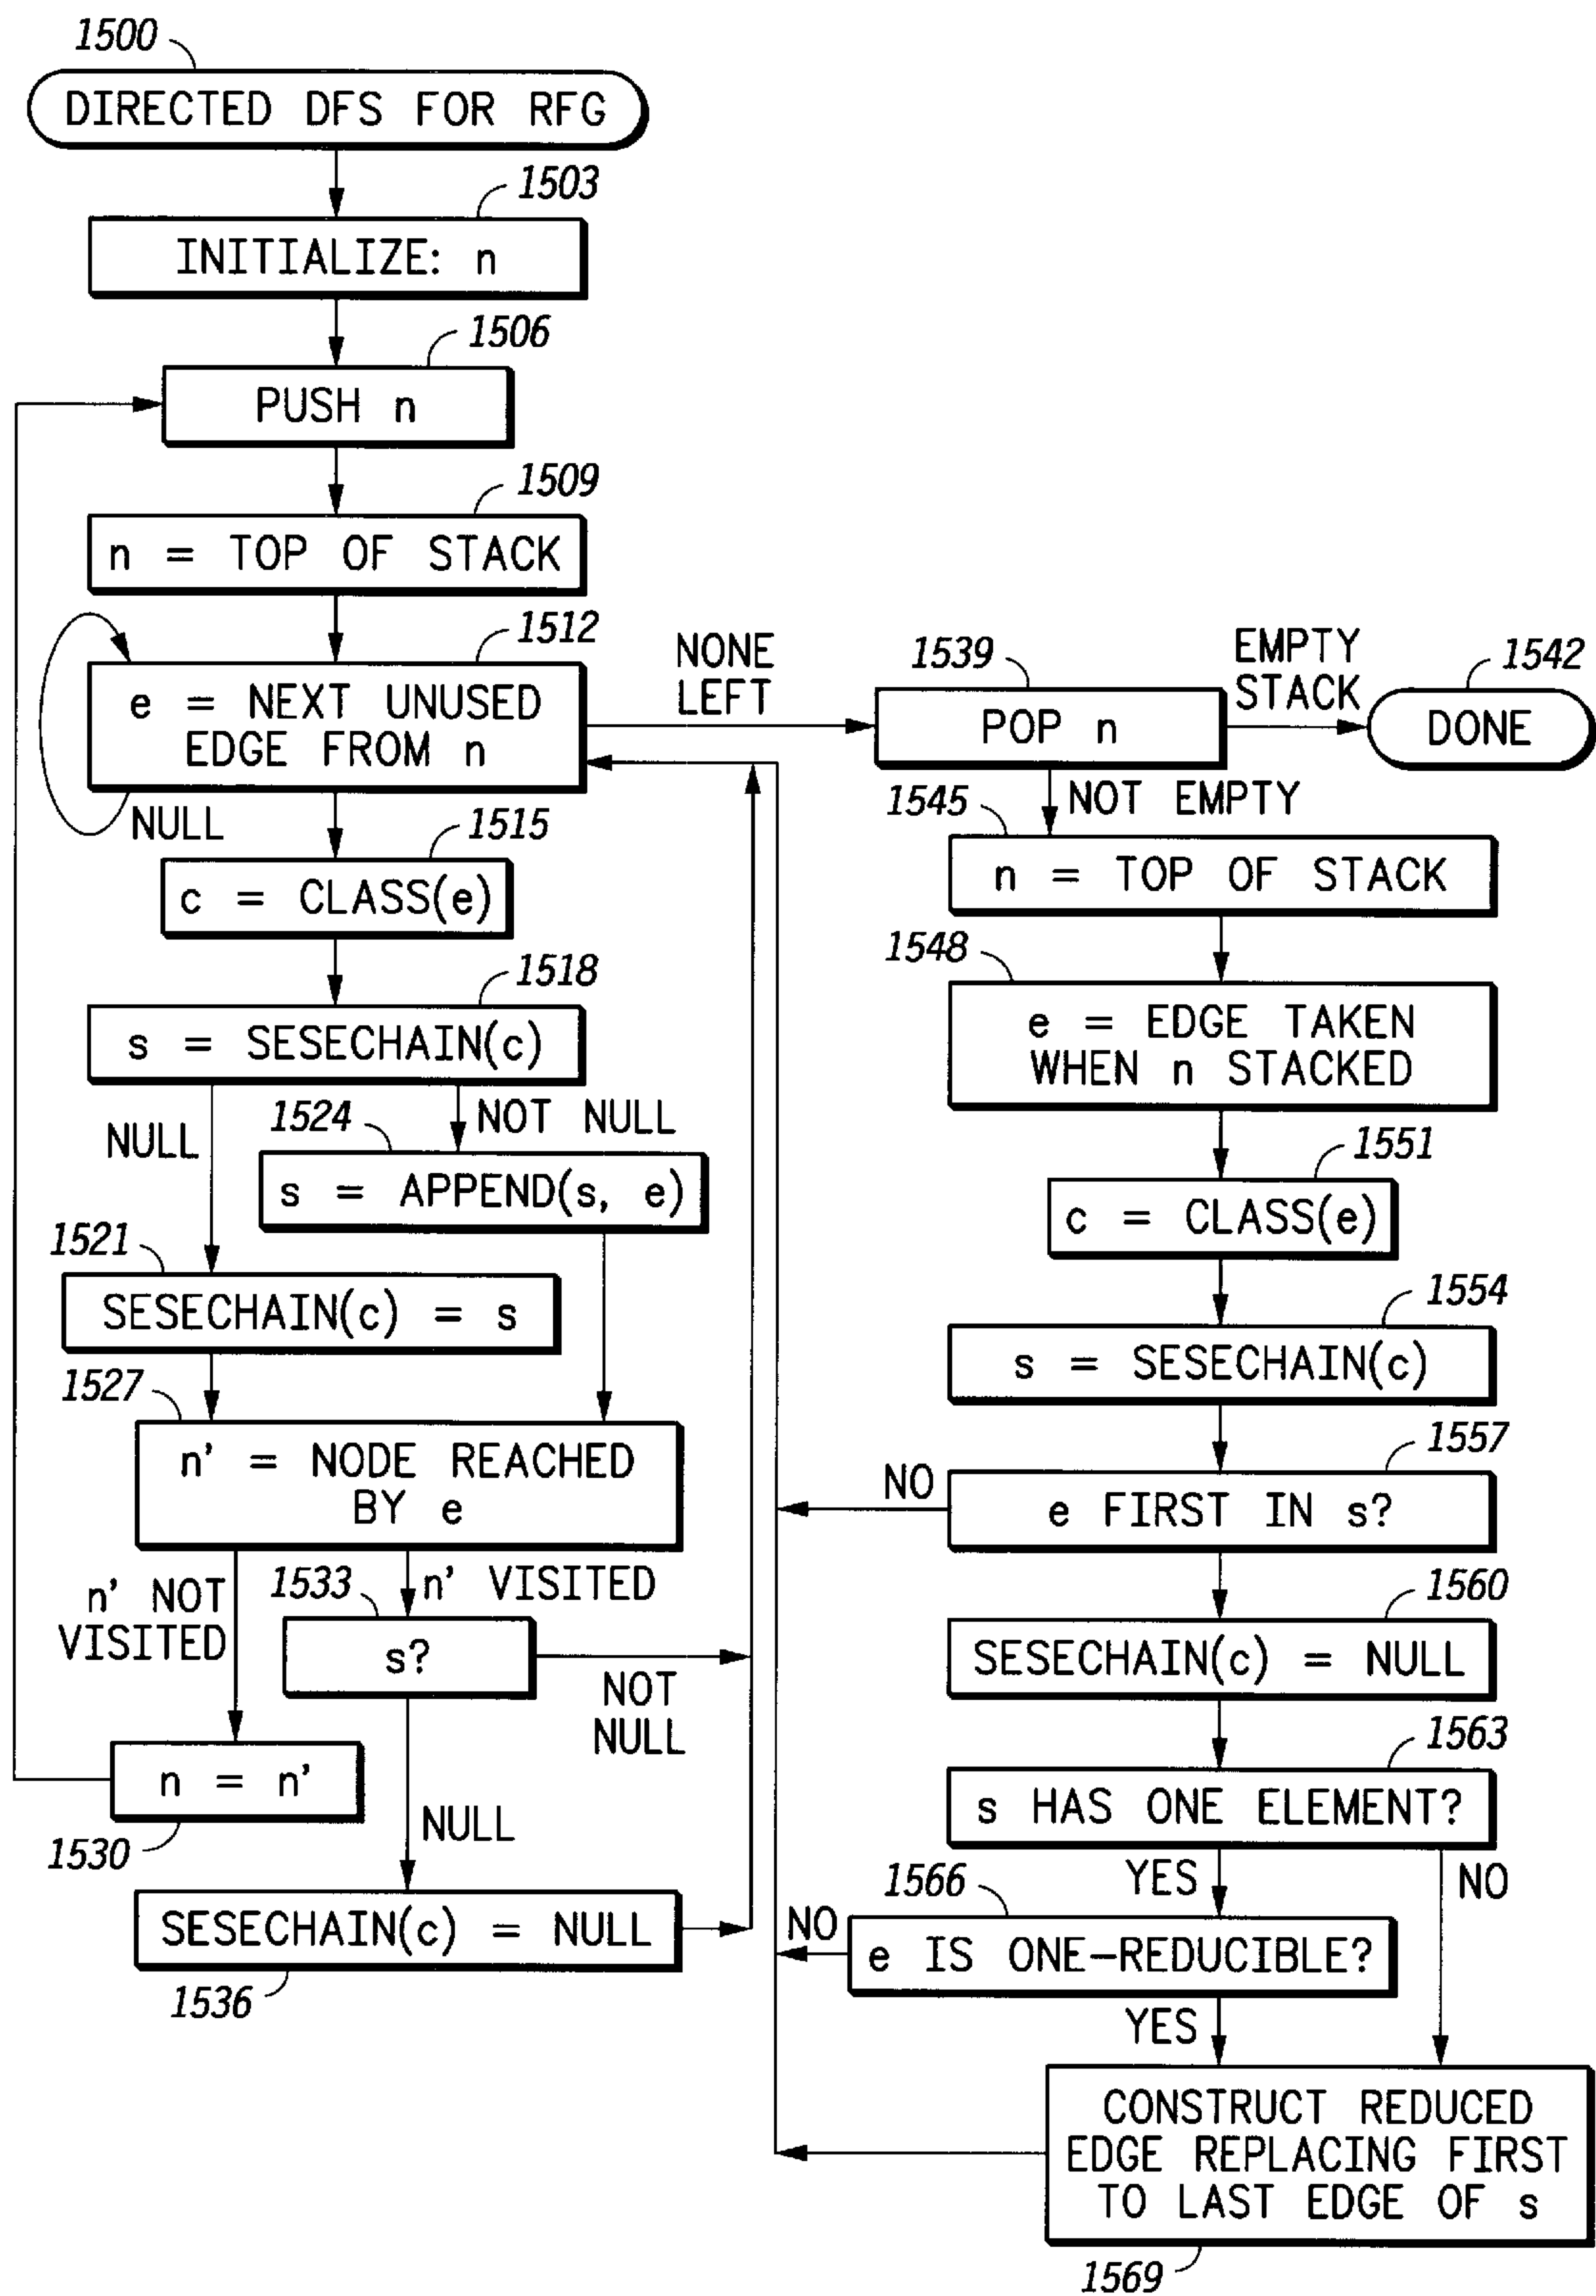 1500
DIRECTED DFS FOR RFG
1503
INITIALIZE: n
1506
PUSH n
1509
n = TOP OF STACK
1512
e = NEXT UNUSED
EDGE FROM n
NULL
NONE
LEFT
1539
POP n
EMPTY
STACK
1542
DONE
NOT EMPTY
1515
c = CLASS(e)
1518
s = SESECHAIN(c)
NULL
NOT NULL
1524
s = APPEND(s, e)
1521
SESECHAIN(c) = s
1527
n' = NODE REACHED
BY e
n' NOT
VISITED
n' VISITED
1533
s?
NOT
NULL
n = n'
1530
NULL
SESECHAIN(c) = NULL
1536
1545
n = TOP OF STACK
1548
e = EDGE TAKEN
WHEN n STACKED
1551
c = CLASS(e)
1554
s = SESECHAIN(c)
1557
e FIRST IN s?
NO
1560
SESECHAIN(c) = NULL
1563
s HAS ONE ELEMENT?
YES
NO
1566
e IS ONE-REDUCIBLE?
NO
YES
CONSTRUCT REDUCED
EDGE REPLACING FIRST
TO LAST EDGE OF s
1569